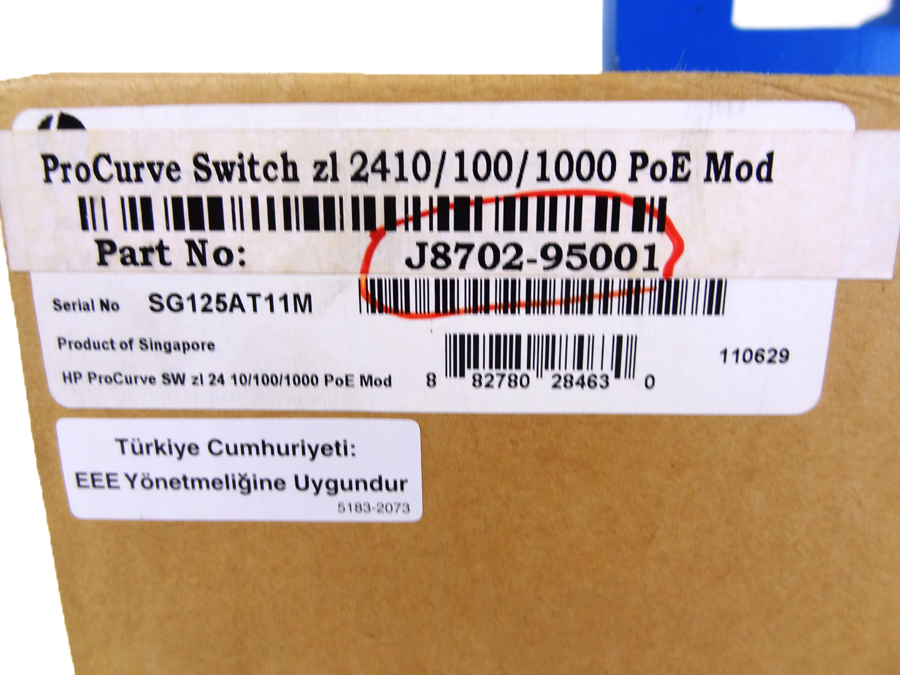 ProCurve Switch zl 2410/100/1000 PoE Mod
Part No: J8702-95001
Serial No SG125AT11M
Product of Singapore
110629
HP ProCurve SW zl 24 10/100/1000 PoE Mod
8 82780 28463 0
Türkiye Cumhuriyeti:
EEE Yönetmeliğine Uygundur
5183-2073